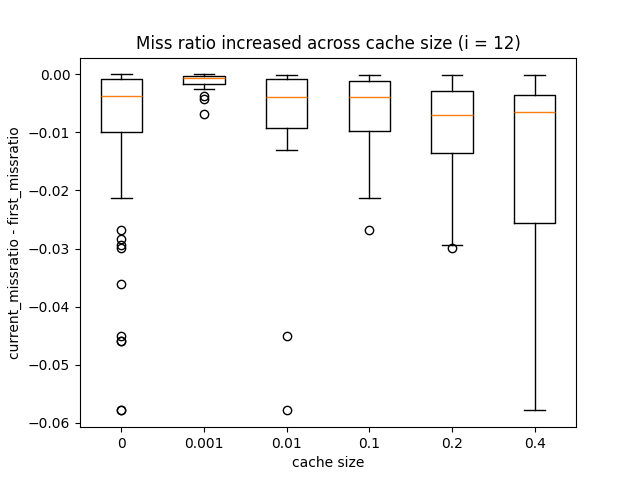 Miss ratio increased across cache size (i = 12)
current_missratio - first_missratio
0.00
−0.01
−0.02
−0.03
−0.04
−0.05
−0.06
0 0.001 0.01 0.1 0.2 0.4
cache size